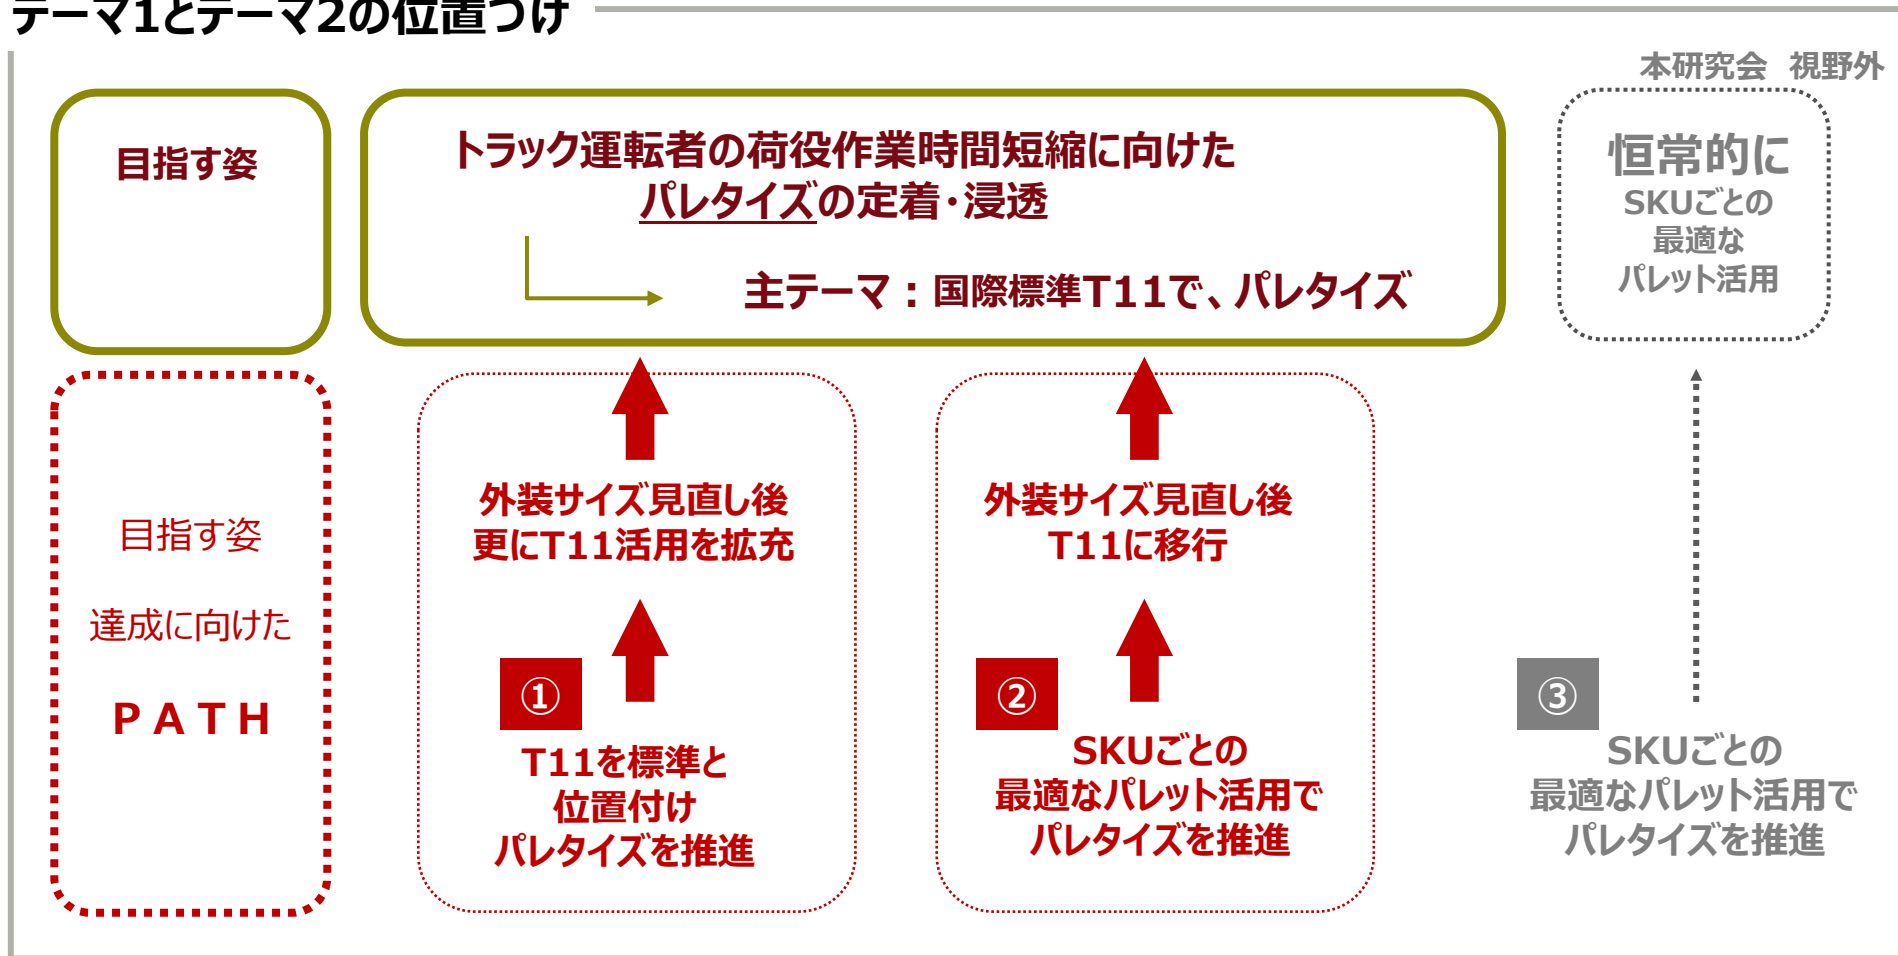 テーマ1とテーマ2の位置づけ
本研究会　視野外
目指す姿
トラック運転者の荷役作業時間短縮に向けた
パレタイズの定着・浸透
主テーマ：国際標準T11で、パレタイズ
恒常的に
SKUごとの
最適な
パレット活用
目指す姿
達成に向けた
PATH
外装サイズ見直し後
更にT11活用を拡充
①
T11を標準と
位置付け
パレタイズを推進
外装サイズ見直し後
T11に移行
②
SKUごとの
最適なパレット活用で
パレタイズを推進
③
SKUごとの
最適なパレット活用で
パレタイズを推進